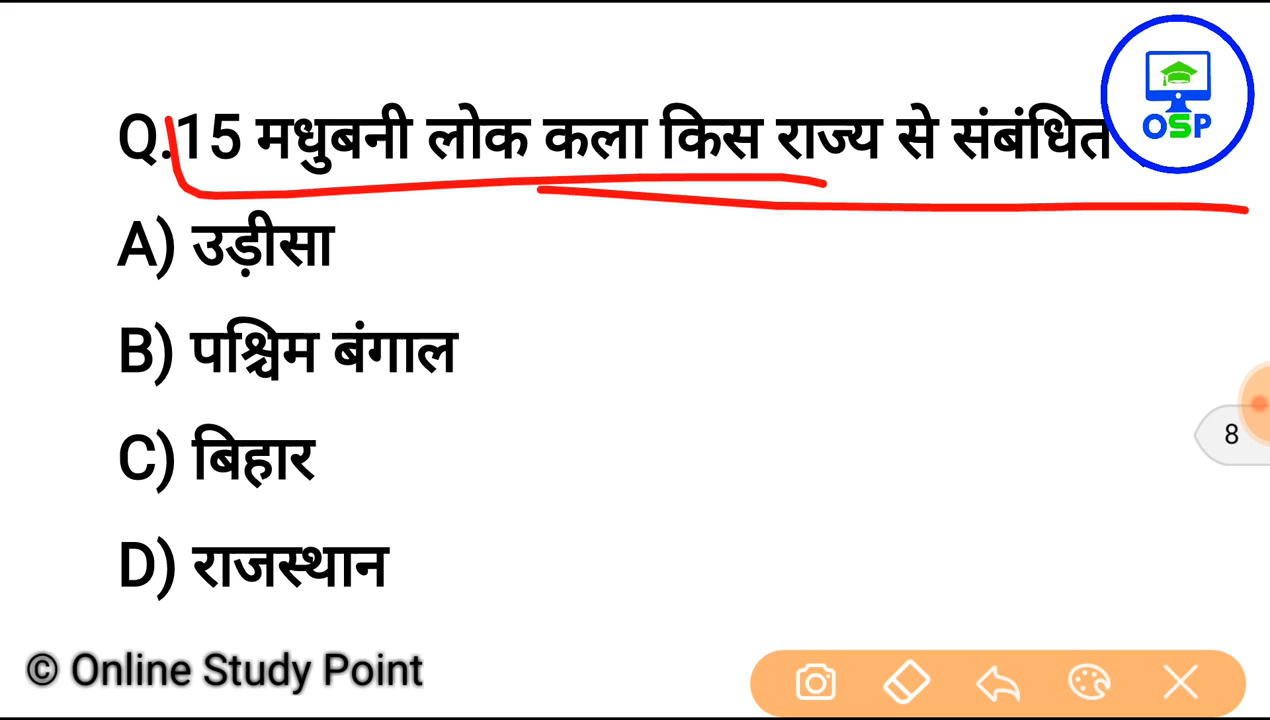 Q.15 मधुबनी लोक कला किस राज्य से संबंधित
OSP
A) उड़ीसा
B) पश्चिम बंगाल
C) बिहार
8
D) राजस्थान
© Online Study Point